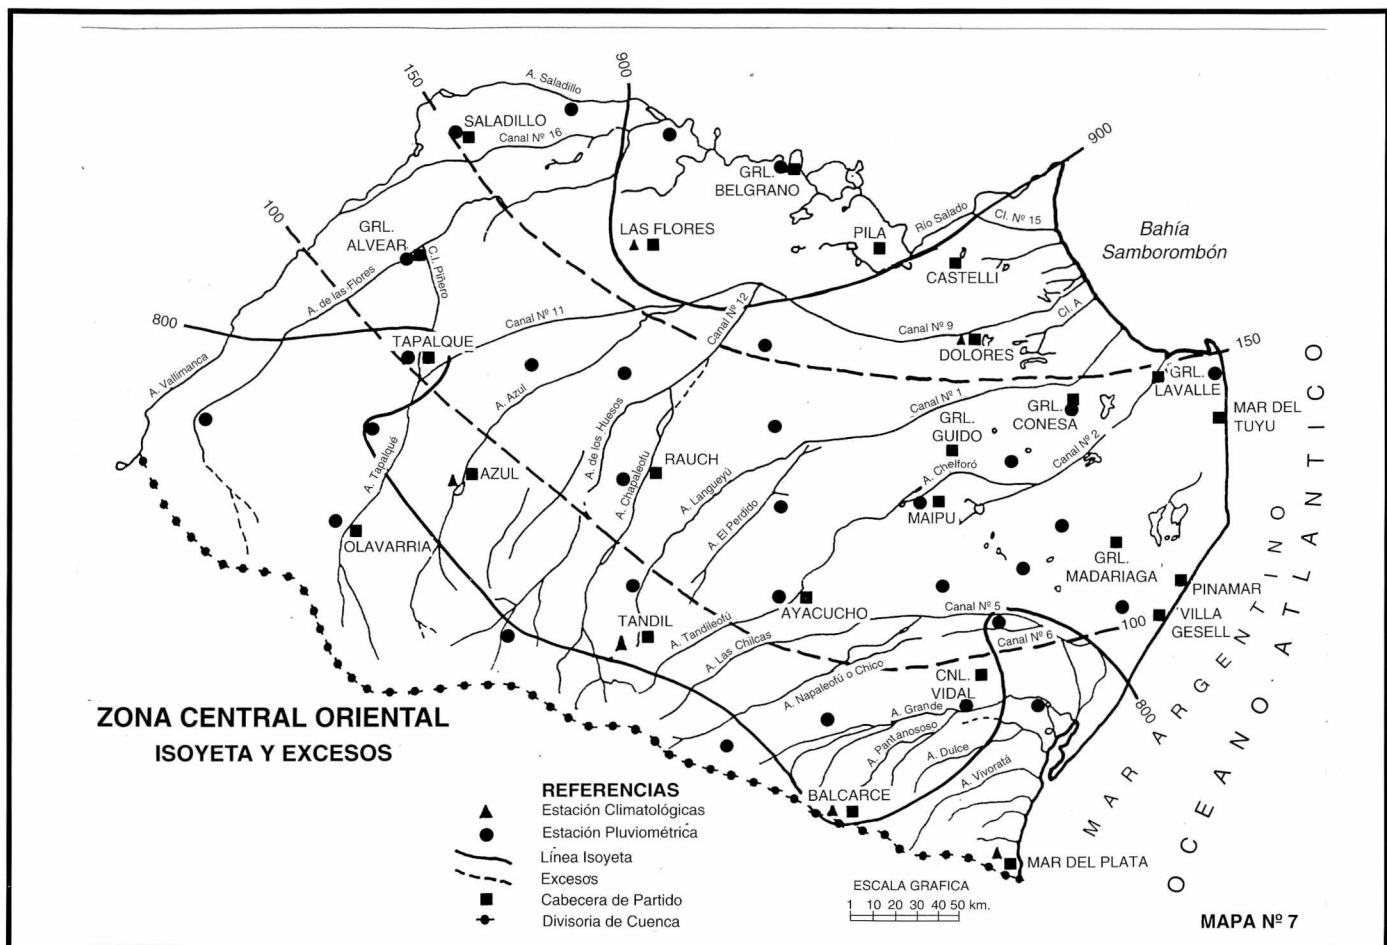 900
150
A. Saladillo
SALADILLO
Canal Nº 16
900
GRL.
BELGRANO
100
GRL.
ALVEAR
LAS FLORES
PILA
Río Salado
Cl. Nº 15
Bahía
Samborombón
CASTELLI
C.I. Piñero
A. de las Flores
800
Canal Nº 11
Canal Nº 12
Canal Nº 9
Cl. A
TAPALQUE
DOLORES
150
A. Vallimanca
A. Azul
Canal Nº 1
GRL.
LAVALLE
MAR DEL
TUYU
GRL.
CONESA
GRL.
GUIDO
A. de los Huesos
A. Tapalqué
AZUL
RAUCH
A. Chapaleofu
A. Langueyú
A. Chelforó
Canal Nº 2
A. El Perdido
MAIPU
OLAVARRIA
GRL.
MADARIAGA
PINAMAR
VILLA
GESELL
TANDIL
AYACUCHO
Canal Nº 5
A. Tandileofú
A. Las Chilcas
Canal Nº 6
100
A. Napaleofú o Chico
CNL.
VIDAL
800
A. Grande
A. Pantanososo
A. Dulce
A. Vivoratá
BALCARCE
MAR DEL PLATA
MAR ARGENTINO
OCEANO ATLANTICO
ZONA CENTRAL ORIENTAL
ISOYETA Y EXCESOS
REFERENCIAS
Estación Climatológicas
Estación Pluviométrica
Línea Isoyeta
Excesos
Cabecera de Partido
Divisoria de Cuenca
ESCALA GRAFICA
1 10 20 30 40 50 km.
MAPA Nº 7